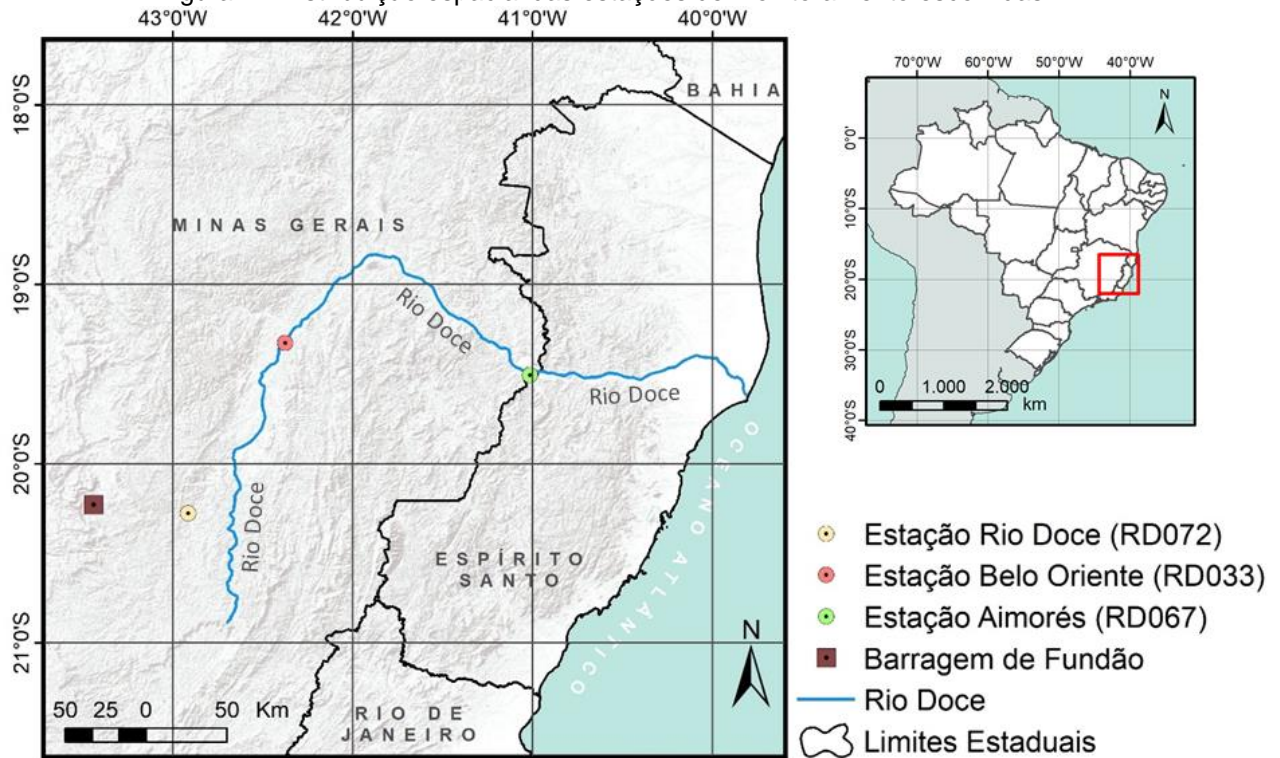 43°0'W 42°0'W 41°0'W 40°0'W
18°0'S
19°0'S
20°0'S
21°0'S
BAHIA
MINAS GERAIS
Rio Doce
Rio Doce
Rio Doce
ESPÍRITO
SANTO
OCEANO ATLÂNTICO
RIO DE
JANEIRO
N
50 25 0 50 Km
70°0'W 60°0'W 50°0'W 40°0'W
N
0°0'
10°0'S
20°0'S
30°0'S
40°0'S
0 1.000 2.000
km
Estação Rio Doce (RD072)
Estação Belo Oriente (RD033)
Estação Aimorés (RD067)
Barragem de Fundão
Rio Doce
Limites Estaduais